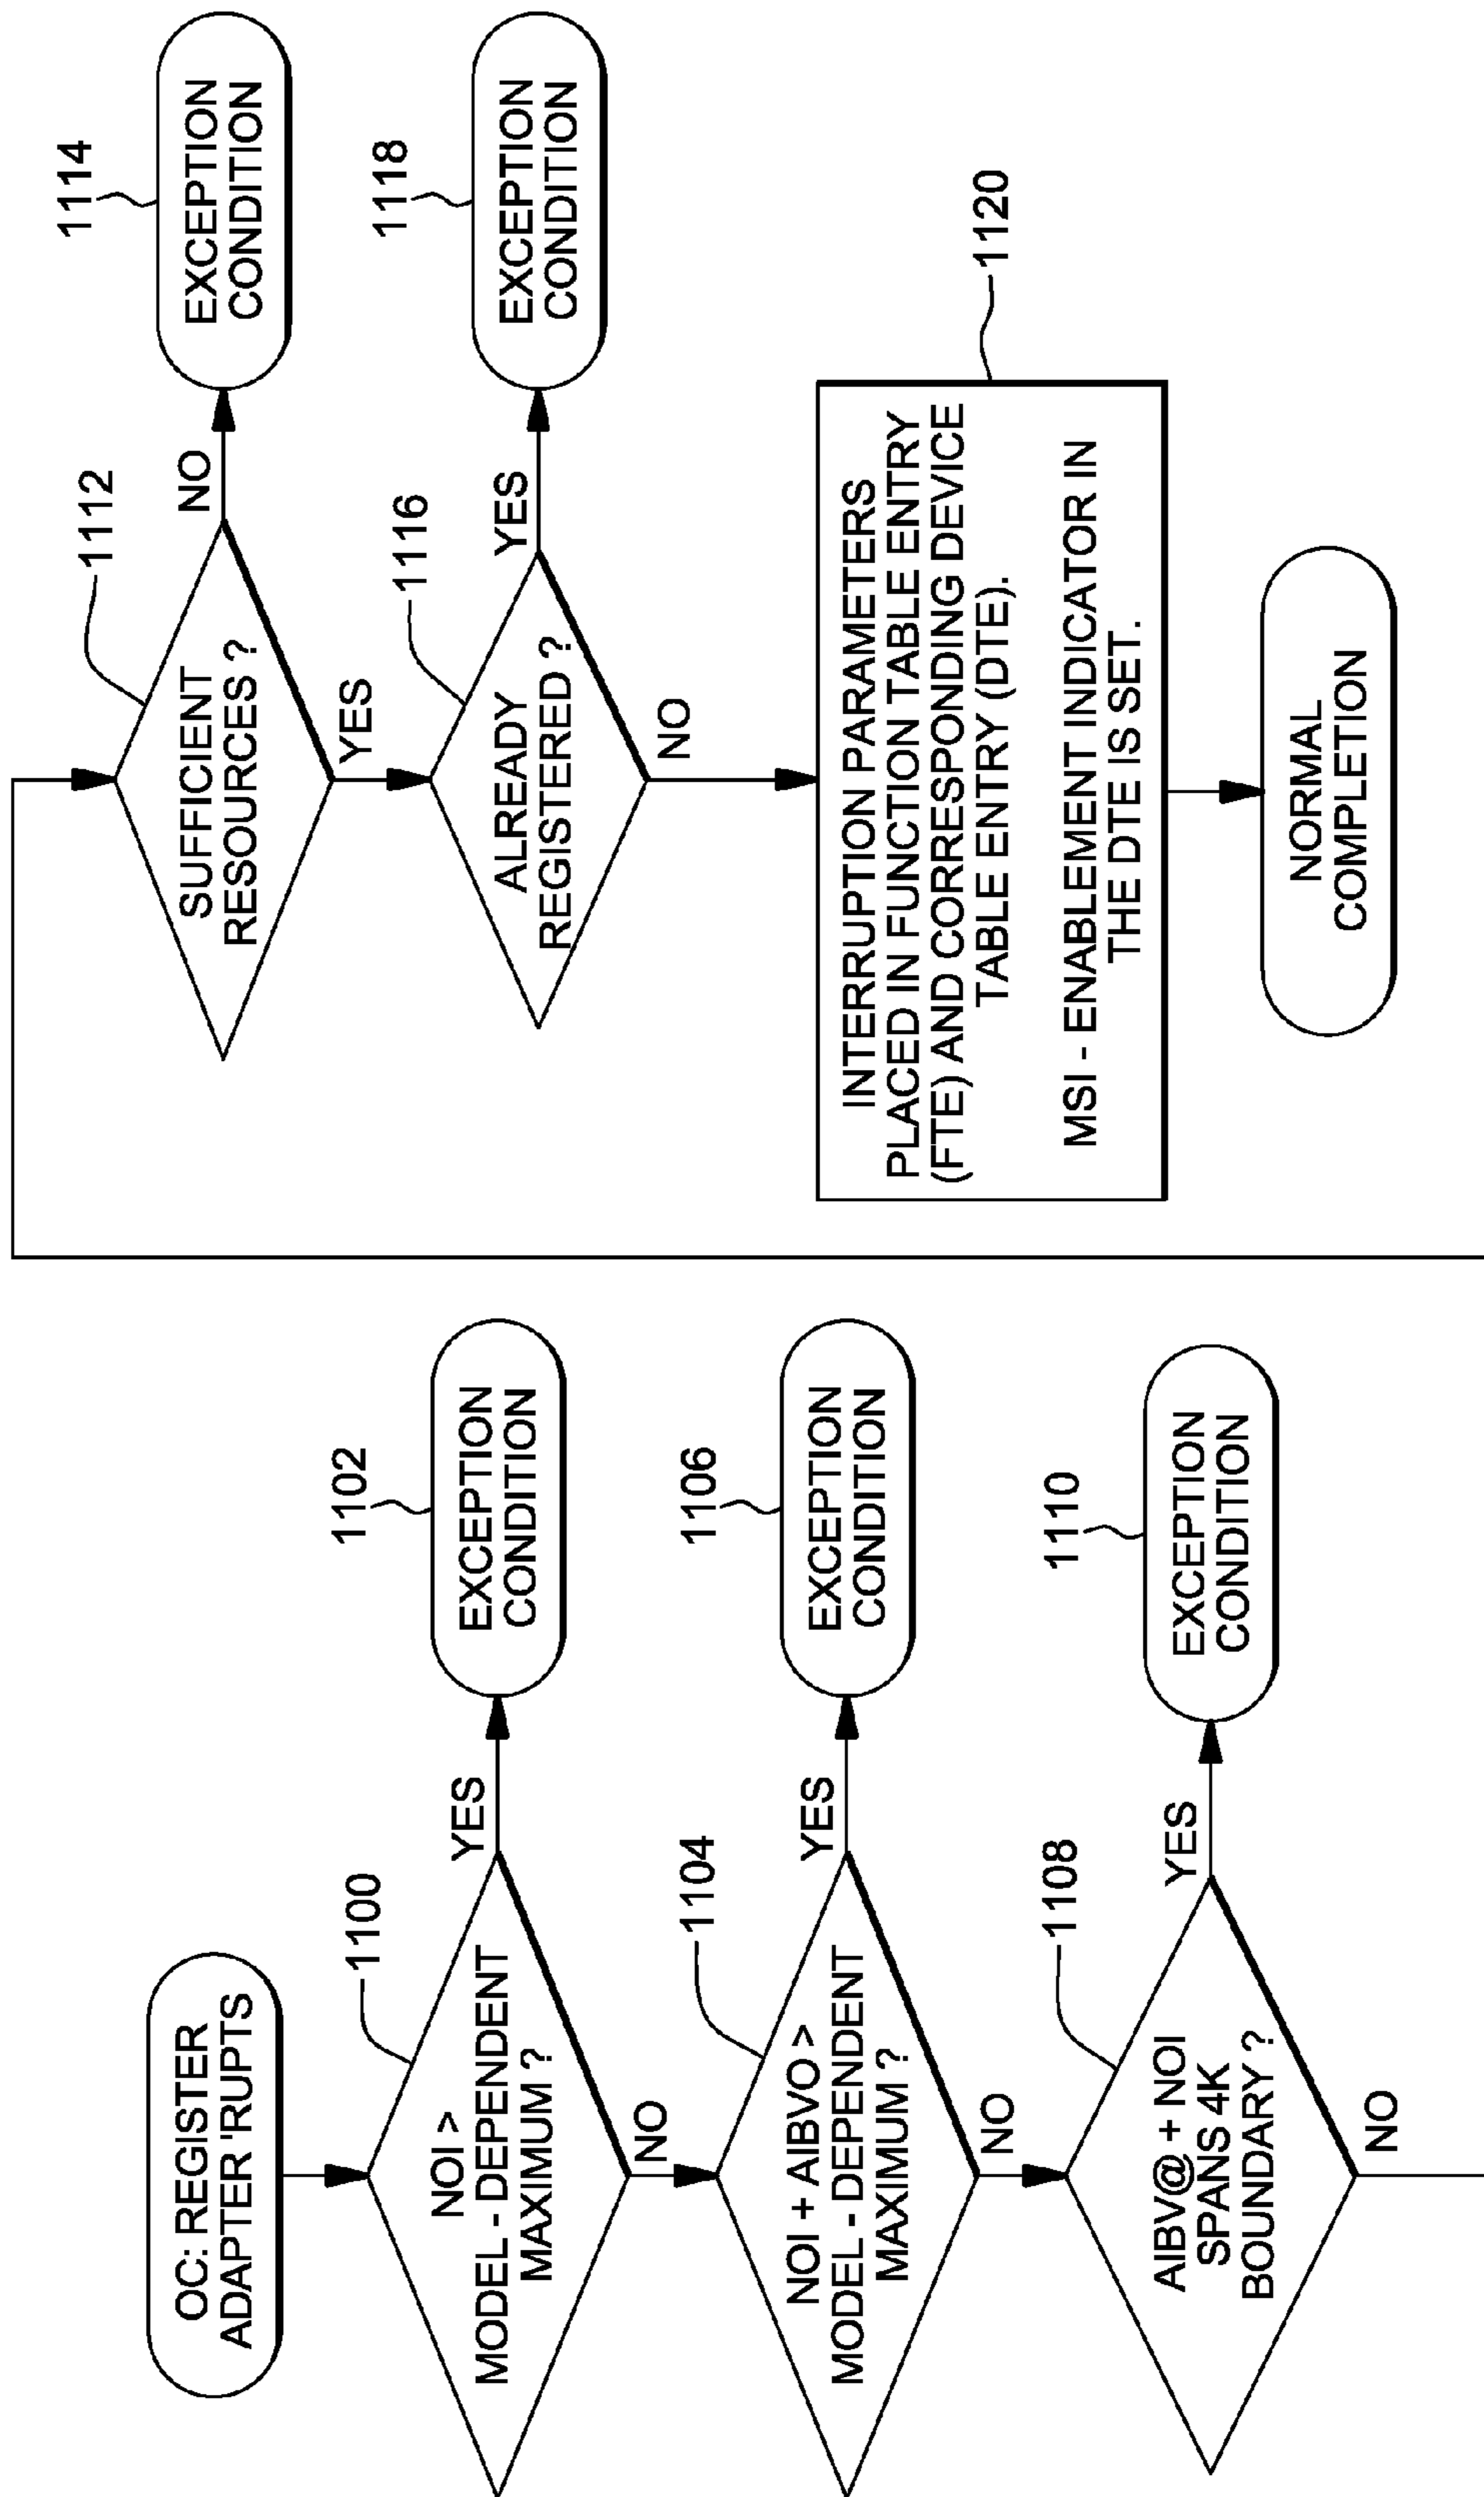 OC: REGISTER
ADAPTER 'RUPTS
1100
NOI >
MODEL - DEPENDENT
MAXIMUM ?
YES
1102
EXCEPTION
CONDITION
NO
1104
NOI + AIBVO >
MODEL - DEPENDENT
MAXIMUM ?
YES
1106
EXCEPTION
CONDITION
NO
1108
AIBV@ + NOI
SPANS 4K
BOUNDARY ?
YES
1110
EXCEPTION
CONDITION
NO
1112
SUFFICIENT
RESOURCES ?
NO
1114
EXCEPTION
CONDITION
YES
1116
ALREADY
REGISTERED ?
YES
1118
EXCEPTION
CONDITION
NO
1120
INTERRUPTION PARAMETERS
PLACED IN FUNCTION TABLE ENTRY
(FTE) AND CORRESPONDING DEVICE
TABLE ENTRY (DTE).
MSI - ENABLEMENT INDICATOR IN
THE DTE IS SET.
NORMAL
COMPLETION